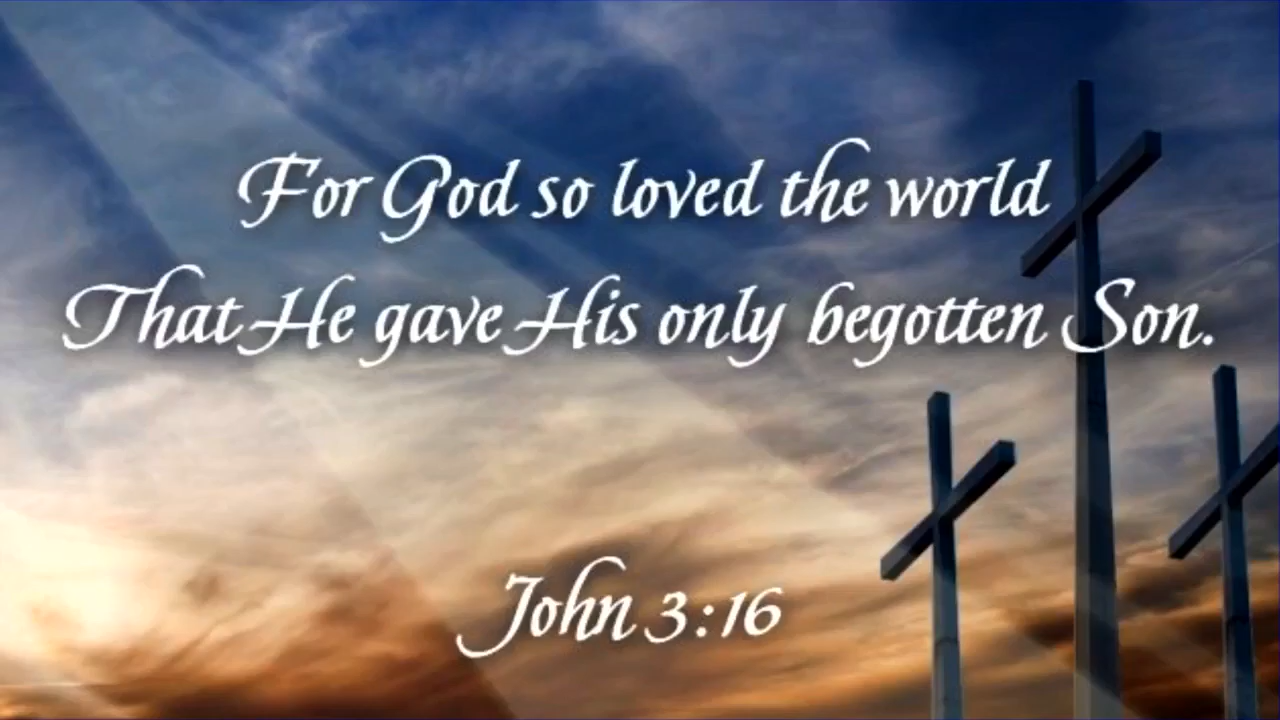 For God so loved the world
That He gave His only begotten Son.
John 3:16